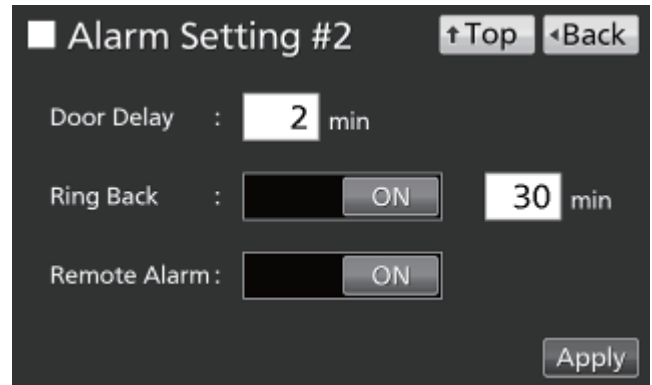 Alarm Setting #2 ↑Top ◂Back
Door Delay : 2 min
Ring Back : ON 30 min
Remote Alarm : ON
Apply